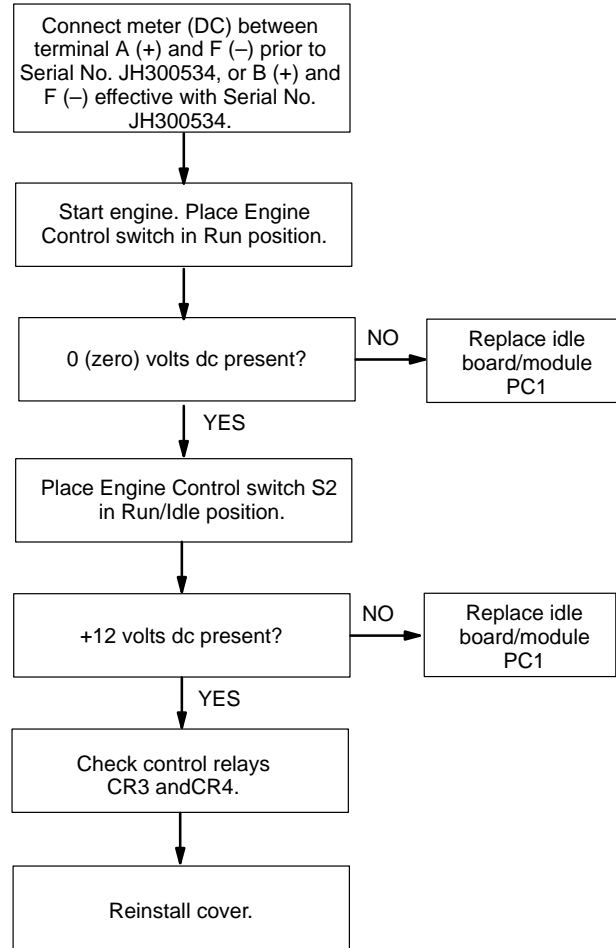 Connect meter (DC) between
terminal A (+) and F (–) prior to
Serial No. JH300534, or B (+) and
F (–) effective with Serial No.
JH300534.
Start engine. Place Engine
Control switch in Run position.
0 (zero) volts dc present?
NO
Replace idle
board/module
PC1
YES
Place Engine Control switch S2
in Run/Idle position.
+12 volts dc present?
NO
Replace idle
board/module
PC1
YES
Check control relays
CR3 andCR4.
Reinstall cover.